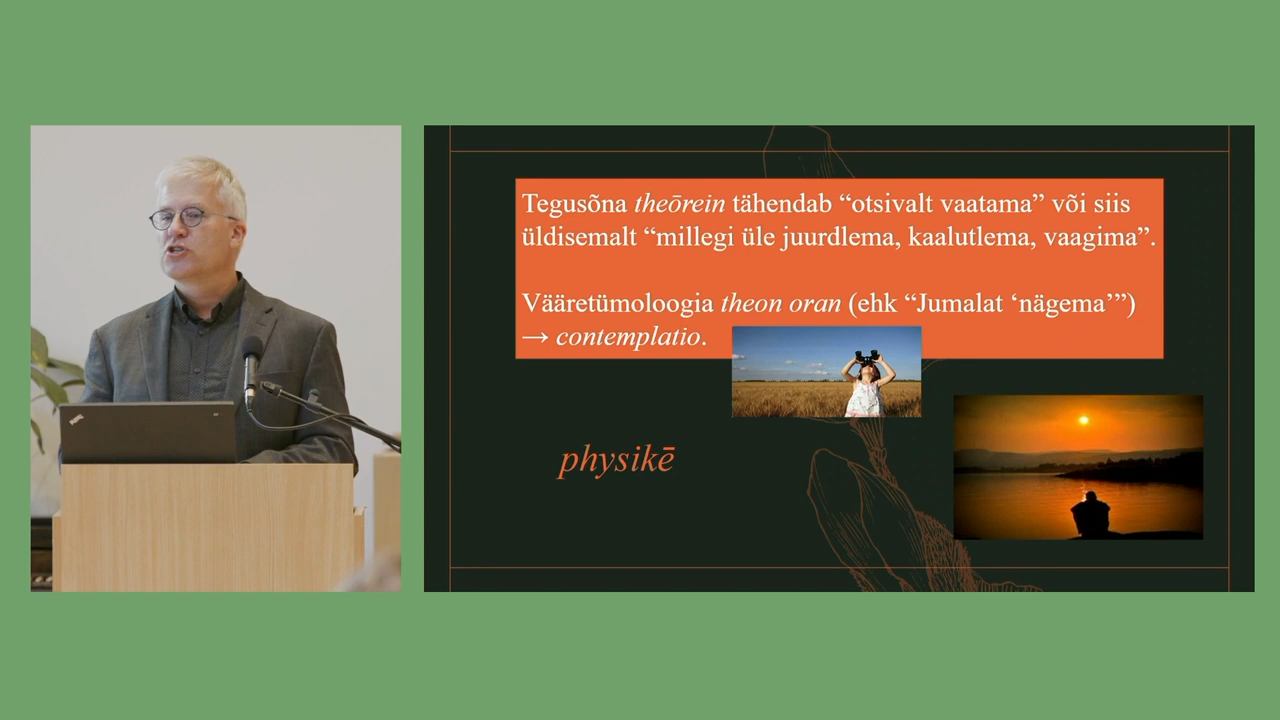 Tegusõna theōrein tähendab “otsivalt vaatama” või siis
üldisemalt “millegi üle juurdlema, kaalutlema, vaagima”.
Vääretümoloogia theon oran (ehk “Jumalat ‘nägema’”)
→ contemplatio.
physikē